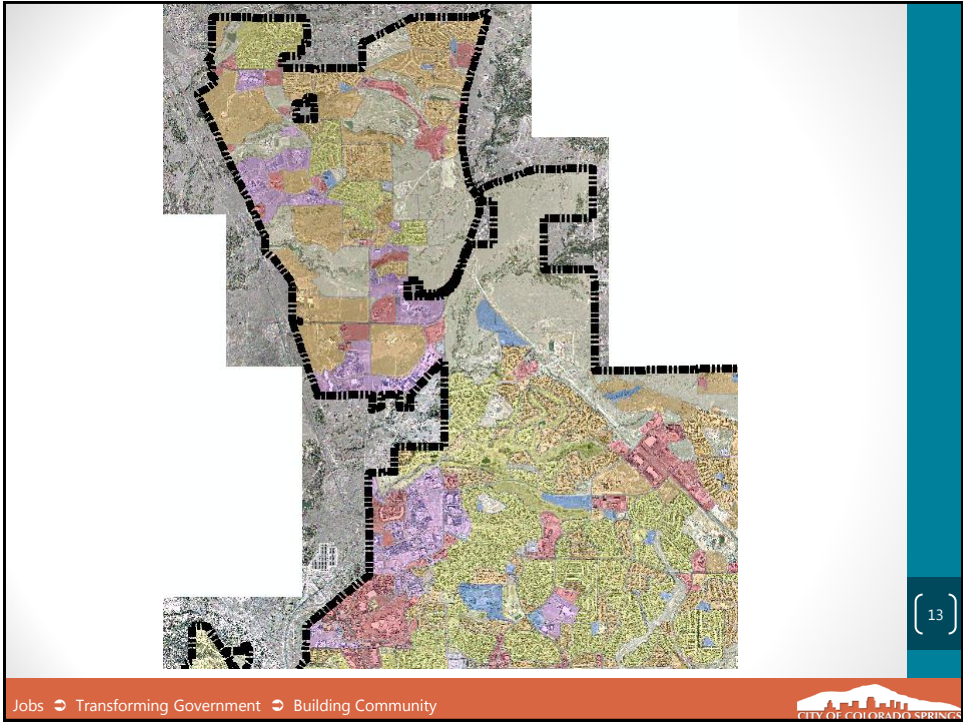 13
Jobs ➲ Transforming Government ➲ Building Community
CITY OF COLORADO SPRINGS